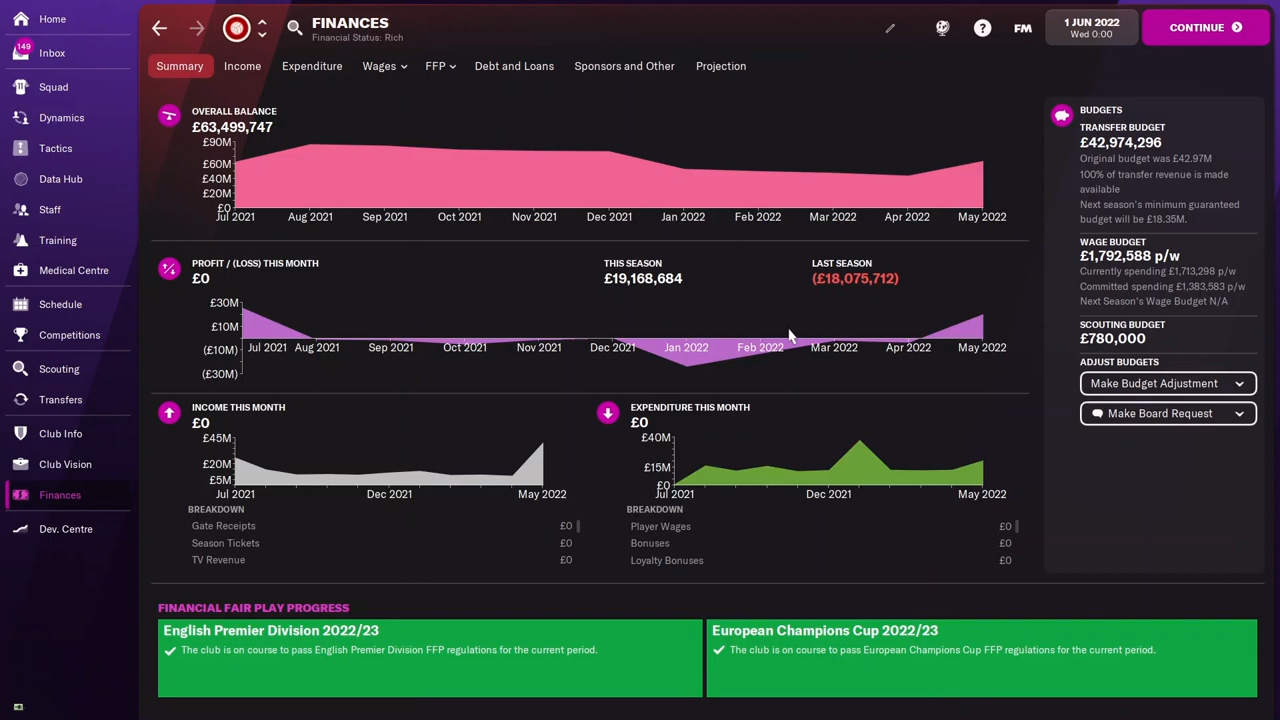 Home
149
Inbox
Squad
Dynamics
Tactics
Data Hub
Staff
Training
Medical Centre
Schedule
Competitions
Scouting
Transfers
Club Info
Club Vision
Finances
Dev. Centre
FINANCES
Financial Status: Rich
FM
1 JUN 2022
Wed 0:00
CONTINUE
Summary
Income
Expenditure
Wages
FFP
Debt and Loans
Sponsors and Other
Projection
OVERALL BALANCE
£63,499,747
£90M
£60M
£40M
£20M
£0
Jul 2021 Aug 2021 Sep 2021 Oct 2021 Nov 2021 Dec 2021 Jan 2022 Feb 2022 Mar 2022 Apr 2022 May 2022
PROFIT / (LOSS) THIS MONTH
£0
THIS SEASON
£19,168,684
LAST SEASON
(£18,075,712)
£30M
£10M
(£10M)
(£30M)
Jul 2021 Aug 2021 Sep 2021 Oct 2021 Nov 2021 Dec 2021 Jan 2022 Feb 2022 Mar 2022 Apr 2022 May 2022
INCOME THIS MONTH
£0
£45M
£20M
£5M
Jul 2021 Dec 2021 May 2022
BREAKDOWN
Gate Receipts £0
Season Tickets £0
TV Revenue £0
EXPENDITURE THIS MONTH
£0
£40M
£15M
£0
Jul 2021 Dec 2021 May 2022
BREAKDOWN
Player Wages £0
Bonuses £0
Loyalty Bonuses £0
BUDGETS
TRANSFER BUDGET
£42,974,296
Original budget was £42.97M
100% of transfer revenue is made
available
Next season's minimum guaranteed
budget will be £18.35M.
WAGE BUDGET
£1,792,588 p/w
Currently spending £1,713,298 p/w
Committed spending £1,383,583 p/w
Next Season's Wage Budget N/A
SCOUTING BUDGET
£780,000
ADJUST BUDGETS
Make Budget Adjustment
Make Board Request
FINANCIAL FAIR PLAY PROGRESS
English Premier Division 2022/23
The club is on course to pass English Premier Division FFP regulations for the current period.
European Champions Cup 2022/23
The club is on course to pass European Champions Cup FFP regulations for the current period.